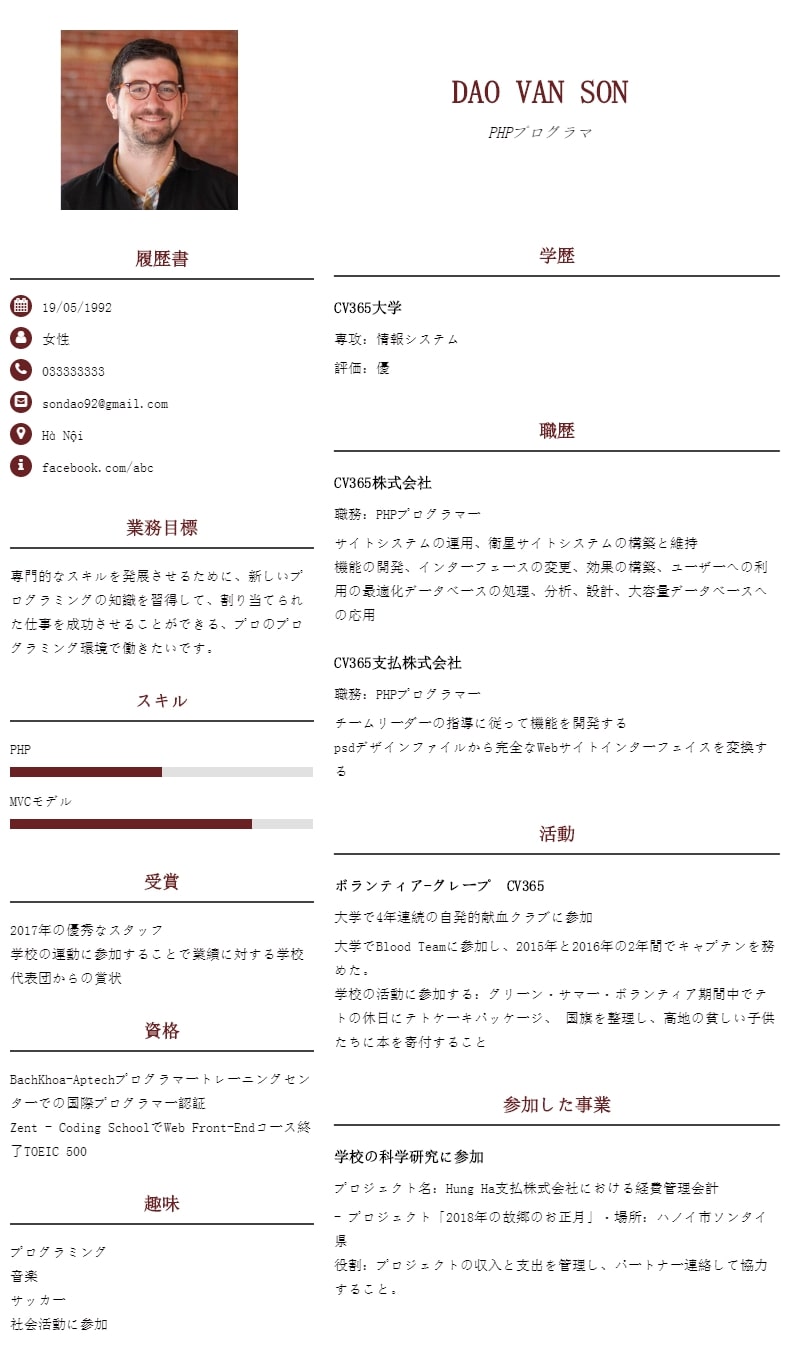 DAO VAN SON
PHPプログラマ
履歴書
19/05/1992
女性
033333333
sondao92@gmail.com
Hà Nội
facebook.com/abc
業務目標
専門的なスキルを発展させるために、新しいプ
ログラミングの知識を習得して、割り当てられ
た仕事を成功させることができる、プロのプロ
グラミング環境で働きたいです。
スキル
PHP
MVCモデル
受賞
2017年の優秀なスタッフ
学校の運動に参加することで業績に対する学校
代表団からの賞状
資格
BachKhoa-Aptechプログラマートレーニングセン
ターでの国際プログラマー認証
Zent - Coding SchoolでWeb Front-Endコース終
了TOEIC 500
趣味
プログラミング
音楽
サッカー
社会活動に参加
学歴
CV365大学
専攻: 情報システム
評価: 優
職歴
CV365株式会社
職務: PHPプログラマー
サイトシステムの運用、衛星サイトシステムの構築と維持
機能の開発、インターフェースの変更、効果の構築、ユーザーへの利
用の最適化データベースの処理、分析、設計、大容量データベースへ
の応用
CV365支払株式会社
職務: PHPプログラマー
チームリーダーの指導に従って機能を開発する
psdデザインファイルから完全なWebサイトインターフェイスを変換す
る
活動
ボランティア-グレープ　CV365
大学で4年連続の自発的献血クラブに参加
大学でBlood Teamに参加し、2015年と2016年の2年間でキャプテンを務
めた。
学校の活動に参加する: グリーン・サマー・ボランティア期間中でテ
トの休日にテトケーキパッケージ、 国旗を整理し、高地の貧しい子供
たちに本を寄付すること
参加した事業
学校の科学研究に参加
プロジェクト名: Hung Ha支払株式会社における経費管理会計
- プロジェクト「2018年の故郷のお正月」・場所: ハノイ市ソンタイ
県
役割: プロジェクトの収入と支出を管理し、パートナー連絡して協力
すること。